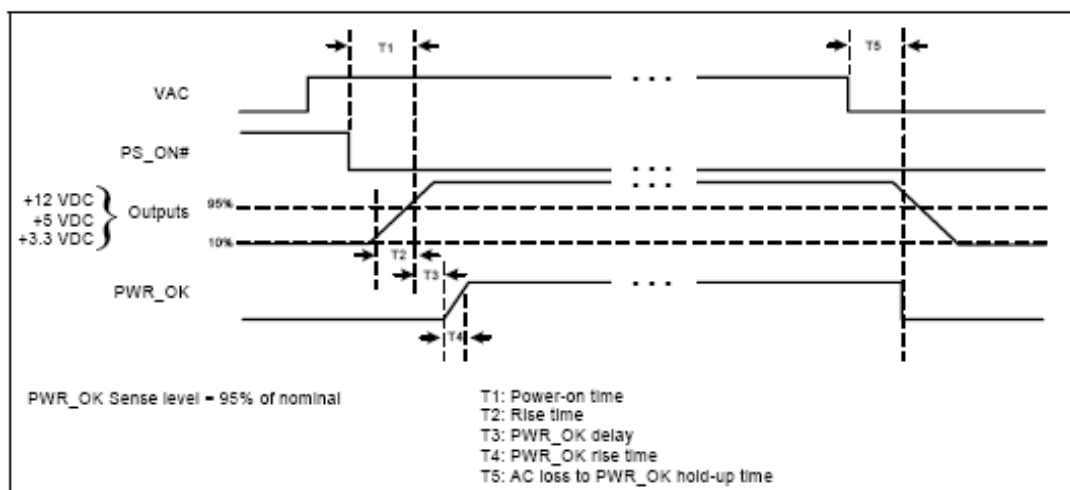 T1
T5
VAC
PS_ON#
+12 VDC
+5 VDC
+3.3 VDC
Outputs
95%
10%
T2
T3
PWR_OK
T4
PWR_OK Sense level = 95% of nominal
T1: Power-on time
T2: Rise time
T3: PWR_OK delay
T4: PWR_OK rise time
T5: AC loss to PWR_OK hold-up time